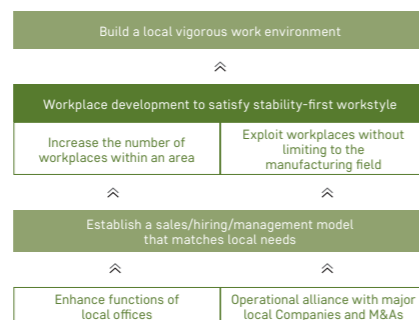 Build a local vigorous work environment
Workplace development to satisfy stability-first workstyle
Increase the number of
workplaces within an area
Exploit workplaces without
limiting to the
manufacturing field
Establish a sales/hiring/management model
that matches local needs
Enhance functions of
local offices
Operational alliance with major
local Companies and M&As